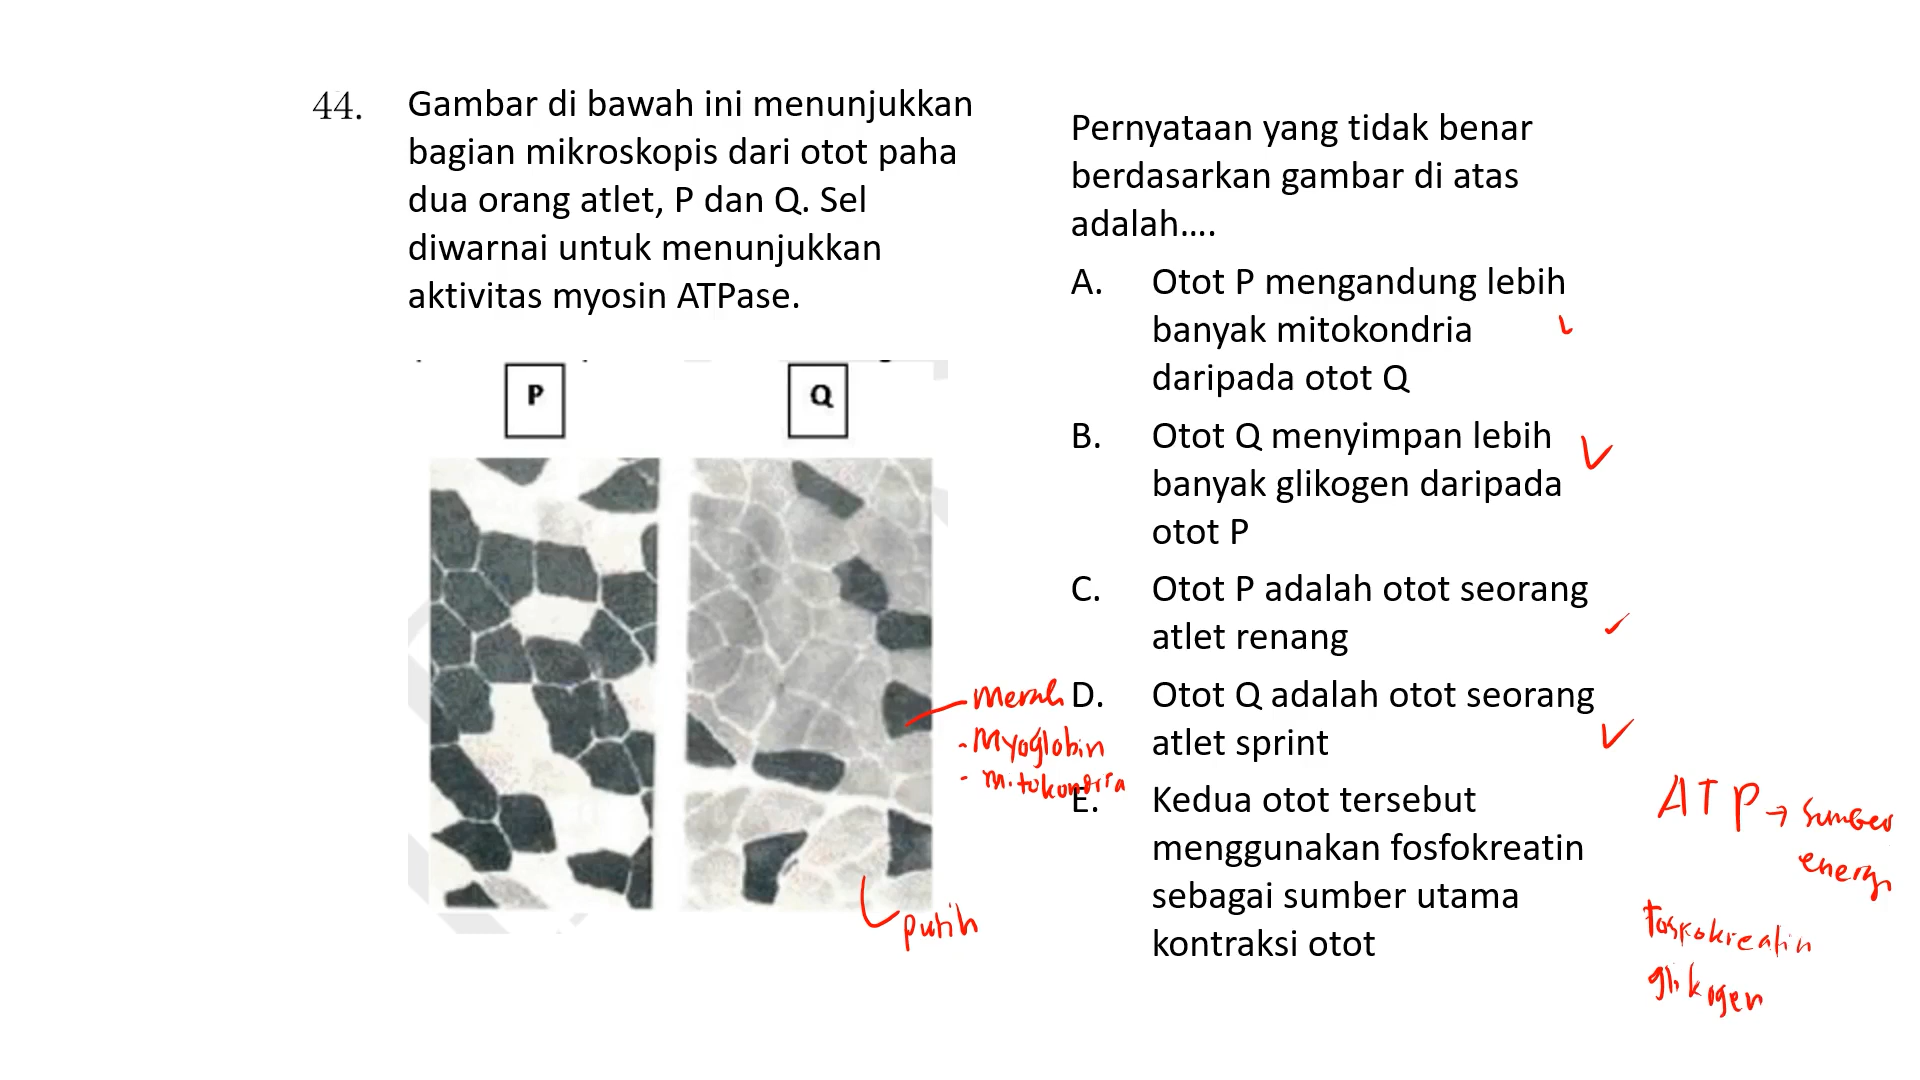 44. Gambar di bawah ini menunjukkan
bagian mikroskopis dari otot paha
dua orang atlet, P dan Q. Sel
diwarnai untuk menunjukkan
aktivitas myosin ATPase.
P
Q
merah
- Myoglobin
- mitokondria
putih
Pernyataan yang tidak benar
berdasarkan gambar di atas
adalah....
A. Otot P mengandung lebih
banyak mitokondria
daripada otot Q
B. Otot Q menyimpan lebih
banyak glikogen daripada
otot P
C. Otot P adalah otot seorang
atlet renang
D. Otot Q adalah otot seorang
atlet sprint
E. Kedua otot tersebut
menggunakan fosfokreatin
sebagai sumber utama
kontraksi otot
ATP → sumber
energi
foskokreatin
glikogen